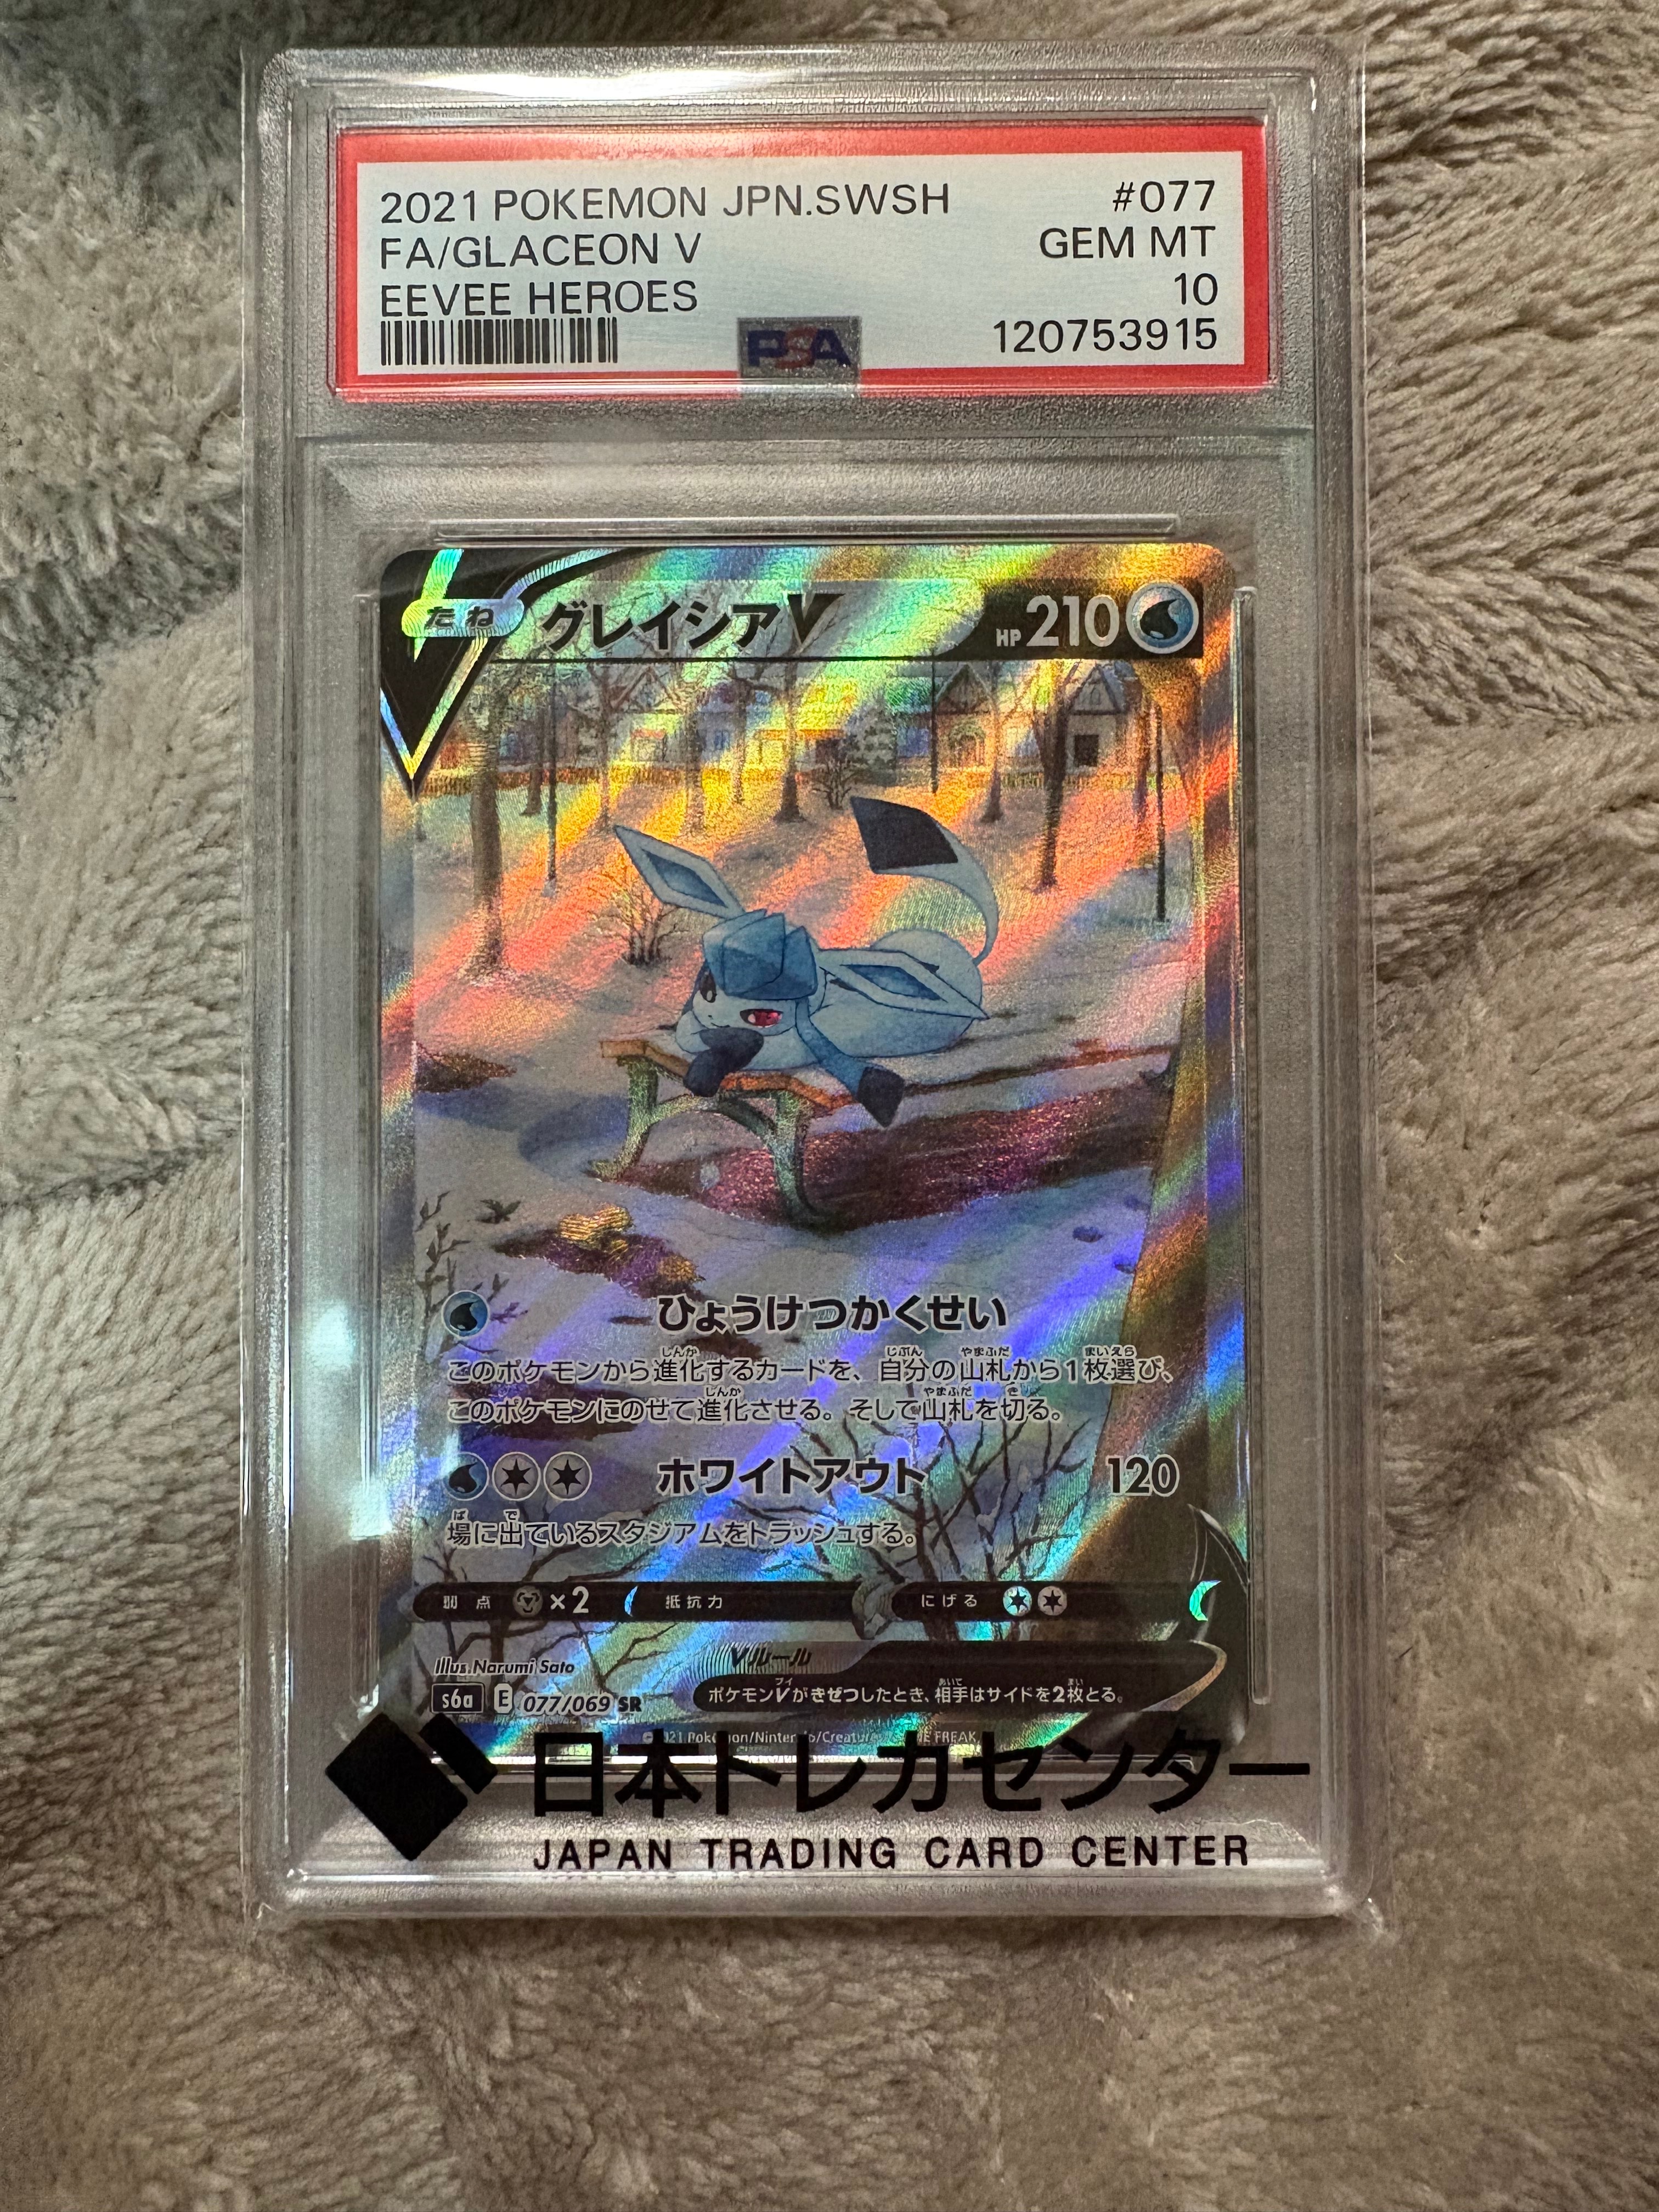 2021 POKEMON JPN.SWSH #077
FA/GLACEON V GEM MT
EEVEE HEROES 10
120753915
PSA
たね グレイシアV HP 210
ひょうけつかくせい
このポケモンから進化するカードを、自分の山札から1枚選び、
このポケモンにのせて進化させる。そして山札を切る。
ホワイトアウト 120
場に出ているスタジアムをトラッシュする。
弱点 ×2 抵抗力 にげる
Illus. Narumi Sato
Vルール
s6a E 077/069 SR
ポケモンVがきぜつしたとき、相手はサイドを2枚とる。
日本トレカセンター
JAPAN TRADING CARD CENTER